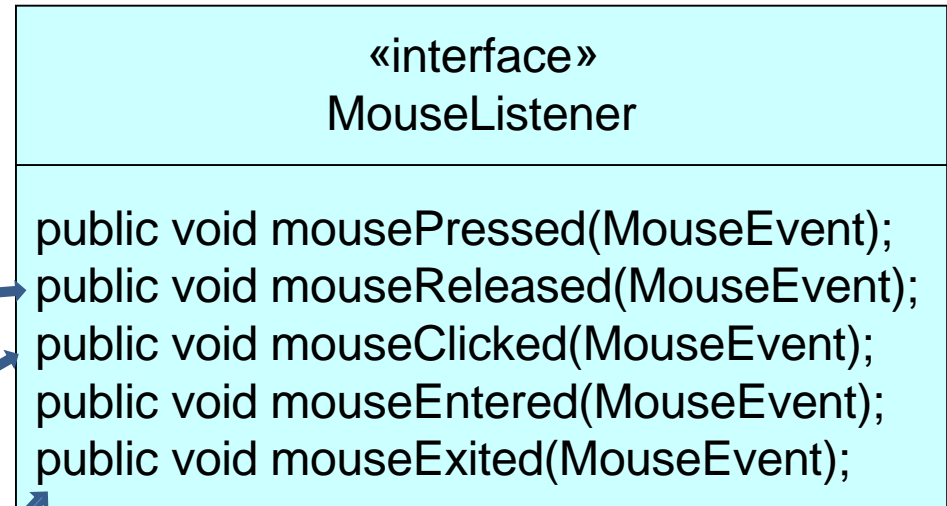 «interface»
MouseListener
public void mousePressed(MouseEvent);
public void mouseReleased(MouseEvent);
public void mouseClicked(MouseEvent);
public void mouseEntered(MouseEvent);
public void mouseExited(MouseEvent);